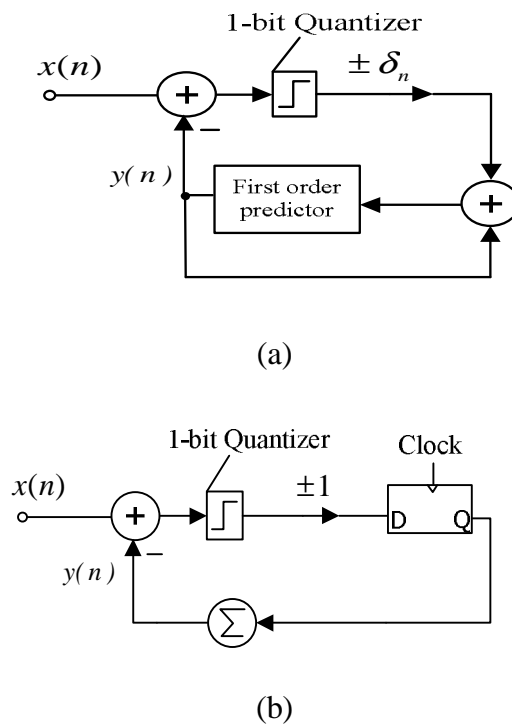 1-bit Quantizer
x(n)
± δn
+
−
y( n )
First order
predictor
+
(a)
1-bit Quantizer
Clock
x(n)
±1
+
D Q
−
y( n )
Σ
(b)